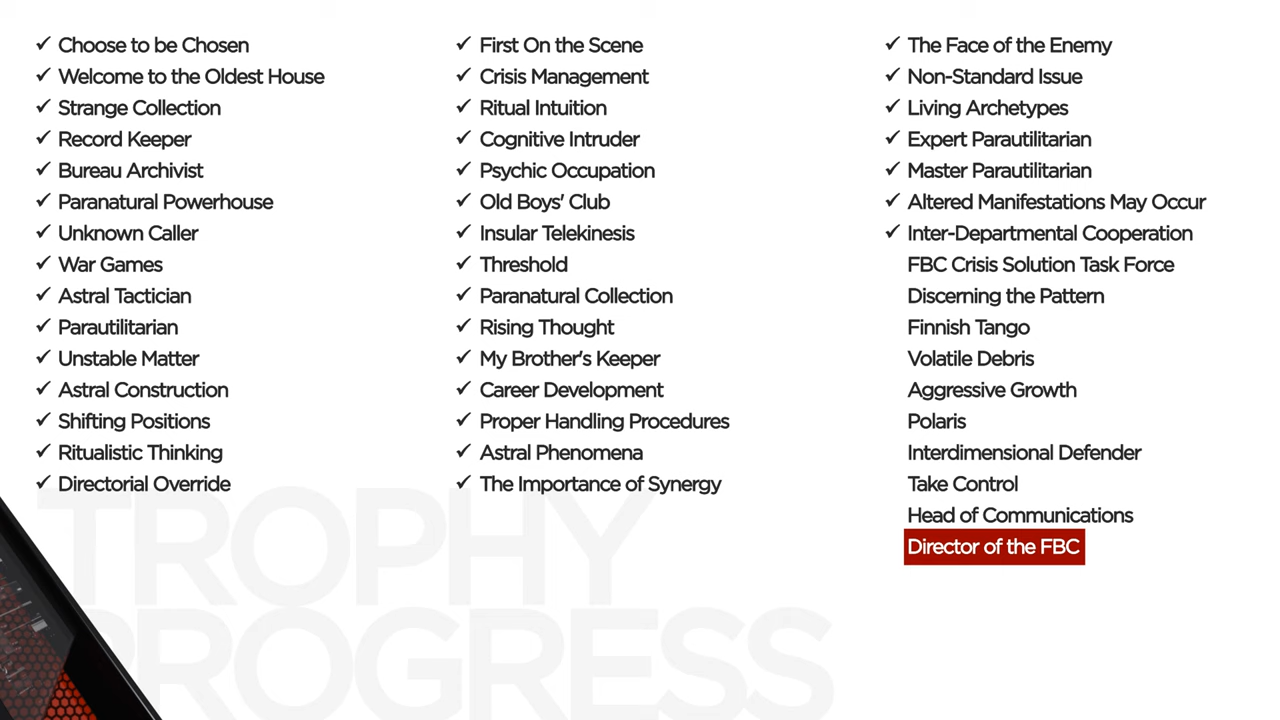 ✓ Choose to be Chosen
✓ Welcome to the Oldest House
✓ Strange Collection
✓ Record Keeper
✓ Bureau Archivist
✓ Paranatural Powerhouse
✓ Unknown Caller
✓ War Games
✓ Astral Tactician
✓ Parautilitarian
✓ Unstable Matter
✓ Astral Construction
✓ Shifting Positions
✓ Ritualistic Thinking
✓ Directorial Override
✓ First On the Scene
✓ Crisis Management
✓ Ritual Intuition
✓ Cognitive Intruder
✓ Psychic Occupation
✓ Old Boys' Club
✓ Insular Telekinesis
✓ Threshold
✓ Paranatural Collection
✓ Rising Thought
✓ My Brother's Keeper
✓ Career Development
✓ Proper Handling Procedures
✓ Astral Phenomena
✓ The Importance of Synergy
✓ The Face of the Enemy
✓ Non-Standard Issue
✓ Living Archetypes
✓ Expert Parautilitarian
✓ Master Parautilitarian
✓ Altered Manifestations May Occur
✓ Inter-Departmental Cooperation
FBC Crisis Solution Task Force
Discerning the Pattern
Finnish Tango
Volatile Debris
Aggressive Growth
Polaris
Interdimensional Defender
Take Control
Head of Communications
Director of the FBC
TROPHY
PROGRESS